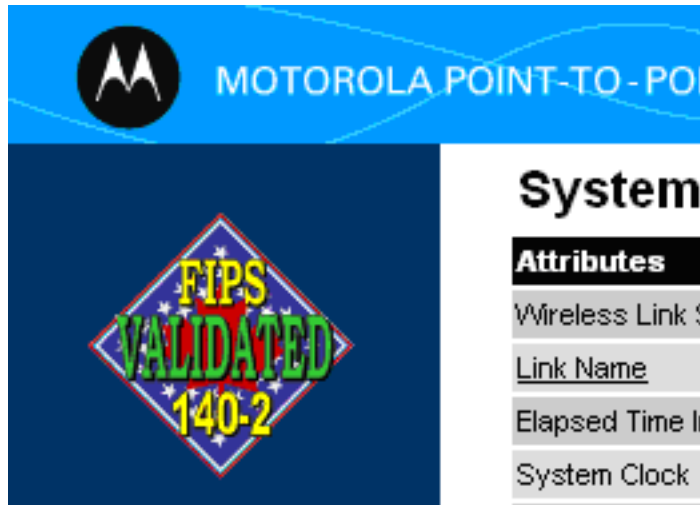 MOTOROLA POINT-TO-PO
FIPS
VALIDATED
140-2
System
Attributes
Wireless Link
Link Name
Elapsed Time
System Clock